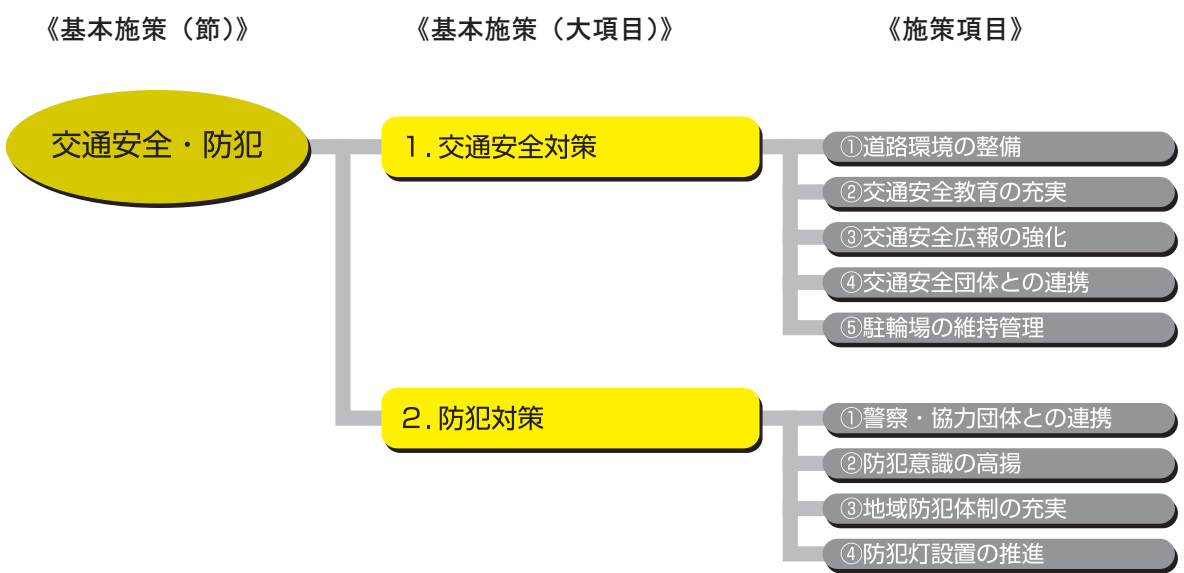 《基本施策（節）》
《基本施策（大項目）》
《施策項目》
交通安全・防犯
１．交通安全対策
①道路環境の整備
②交通安全教育の充実
③交通安全広報の強化
④交通安全団体との連携
⑤駐輪場の維持管理
２．防犯対策
①警察・協力団体との連携
②防犯意識の高揚
③地域防犯体制の充実
④防犯灯設置の推進